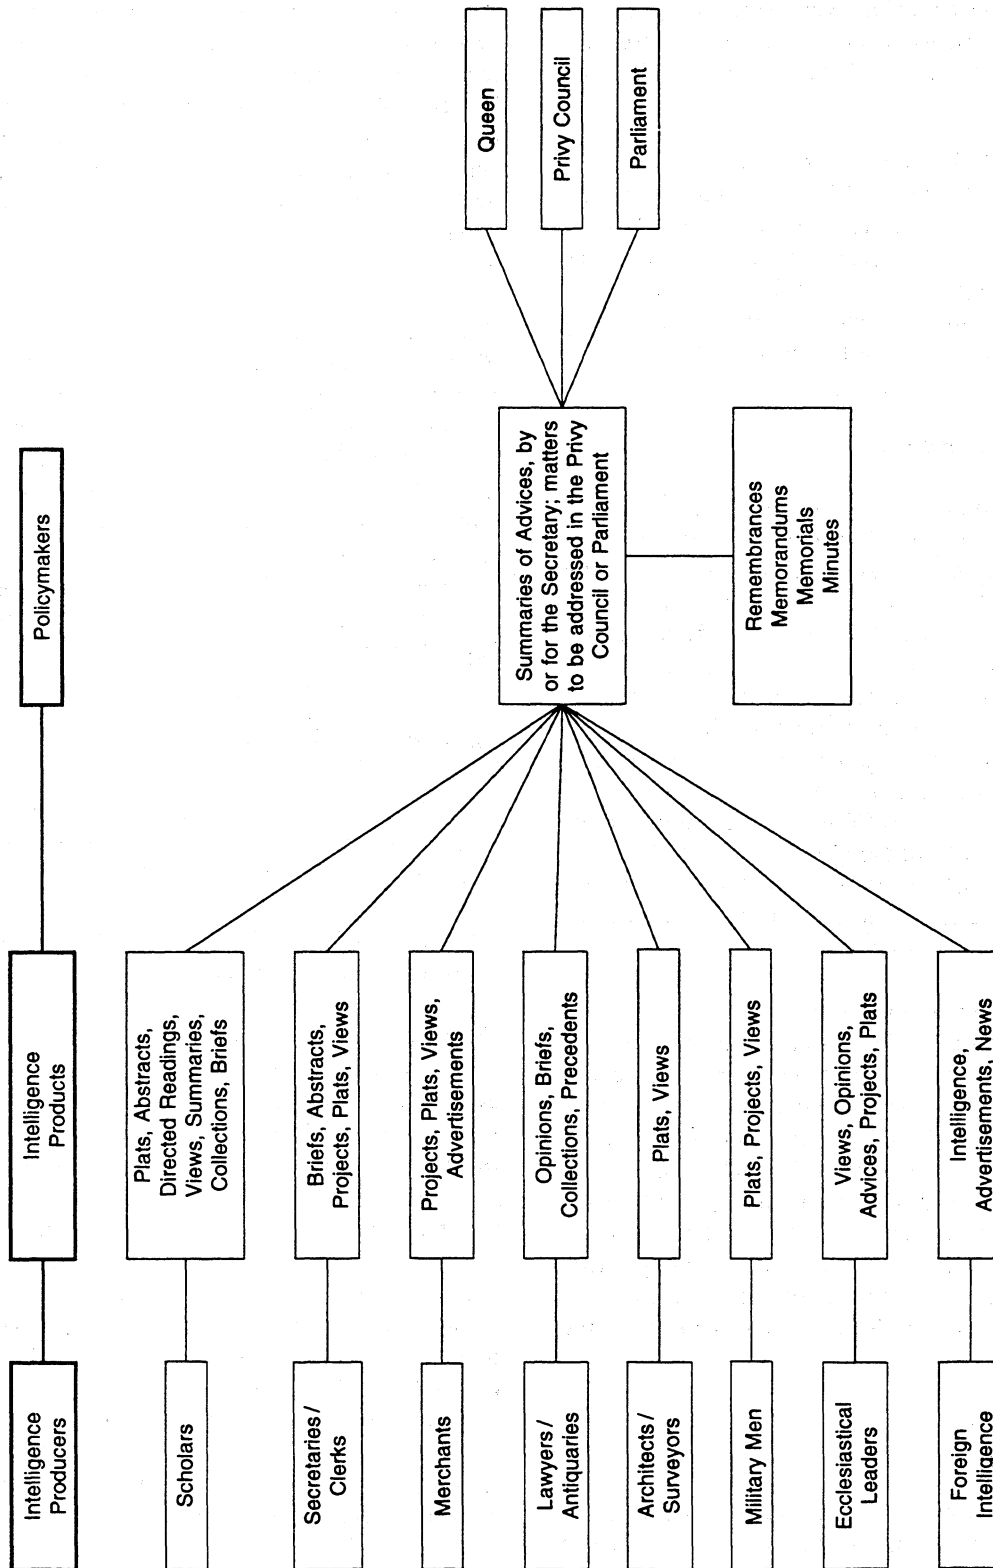 Intelligence
Producers
Intelligence
Products
Policymakers
Scholars
Plats, Abstracts,
Directed Readings,
Views, Summaries,
Collections, Briefs
Secretaries/
Clerks
Briefs, Abstracts,
Projects, Plats, Views
Merchants
Projects, Plats, Views,
Advertisements
Lawyers/
Antiquaries
Opinions, Briefs,
Collections, Precedents
Architects/
Surveyors
Plats, Views
Military Men
Plats, Projects, Views
Ecclesiastical
Leaders
Views, Opinions,
Advices, Projects, Plats
Foreign
Intelligence
Intelligence,
Advertisements, News
Summaries of Advices, by
or for the Secretary; matters
to be addressed in the Privy
Council or Parliament
Remembrances
Memorandums
Memorials
Minutes
Queen
Privy Council
Parliament